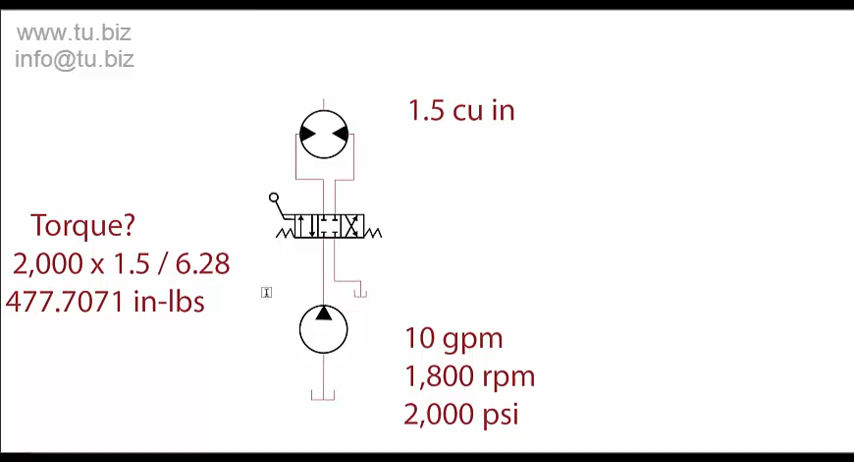 www.tu.biz
info@tu.biz
1.5 cu in
Torque?
2,000 x 1.5 / 6.28
477.7071 in-lbs
10 gpm
1,800 rpm
2,000 psi